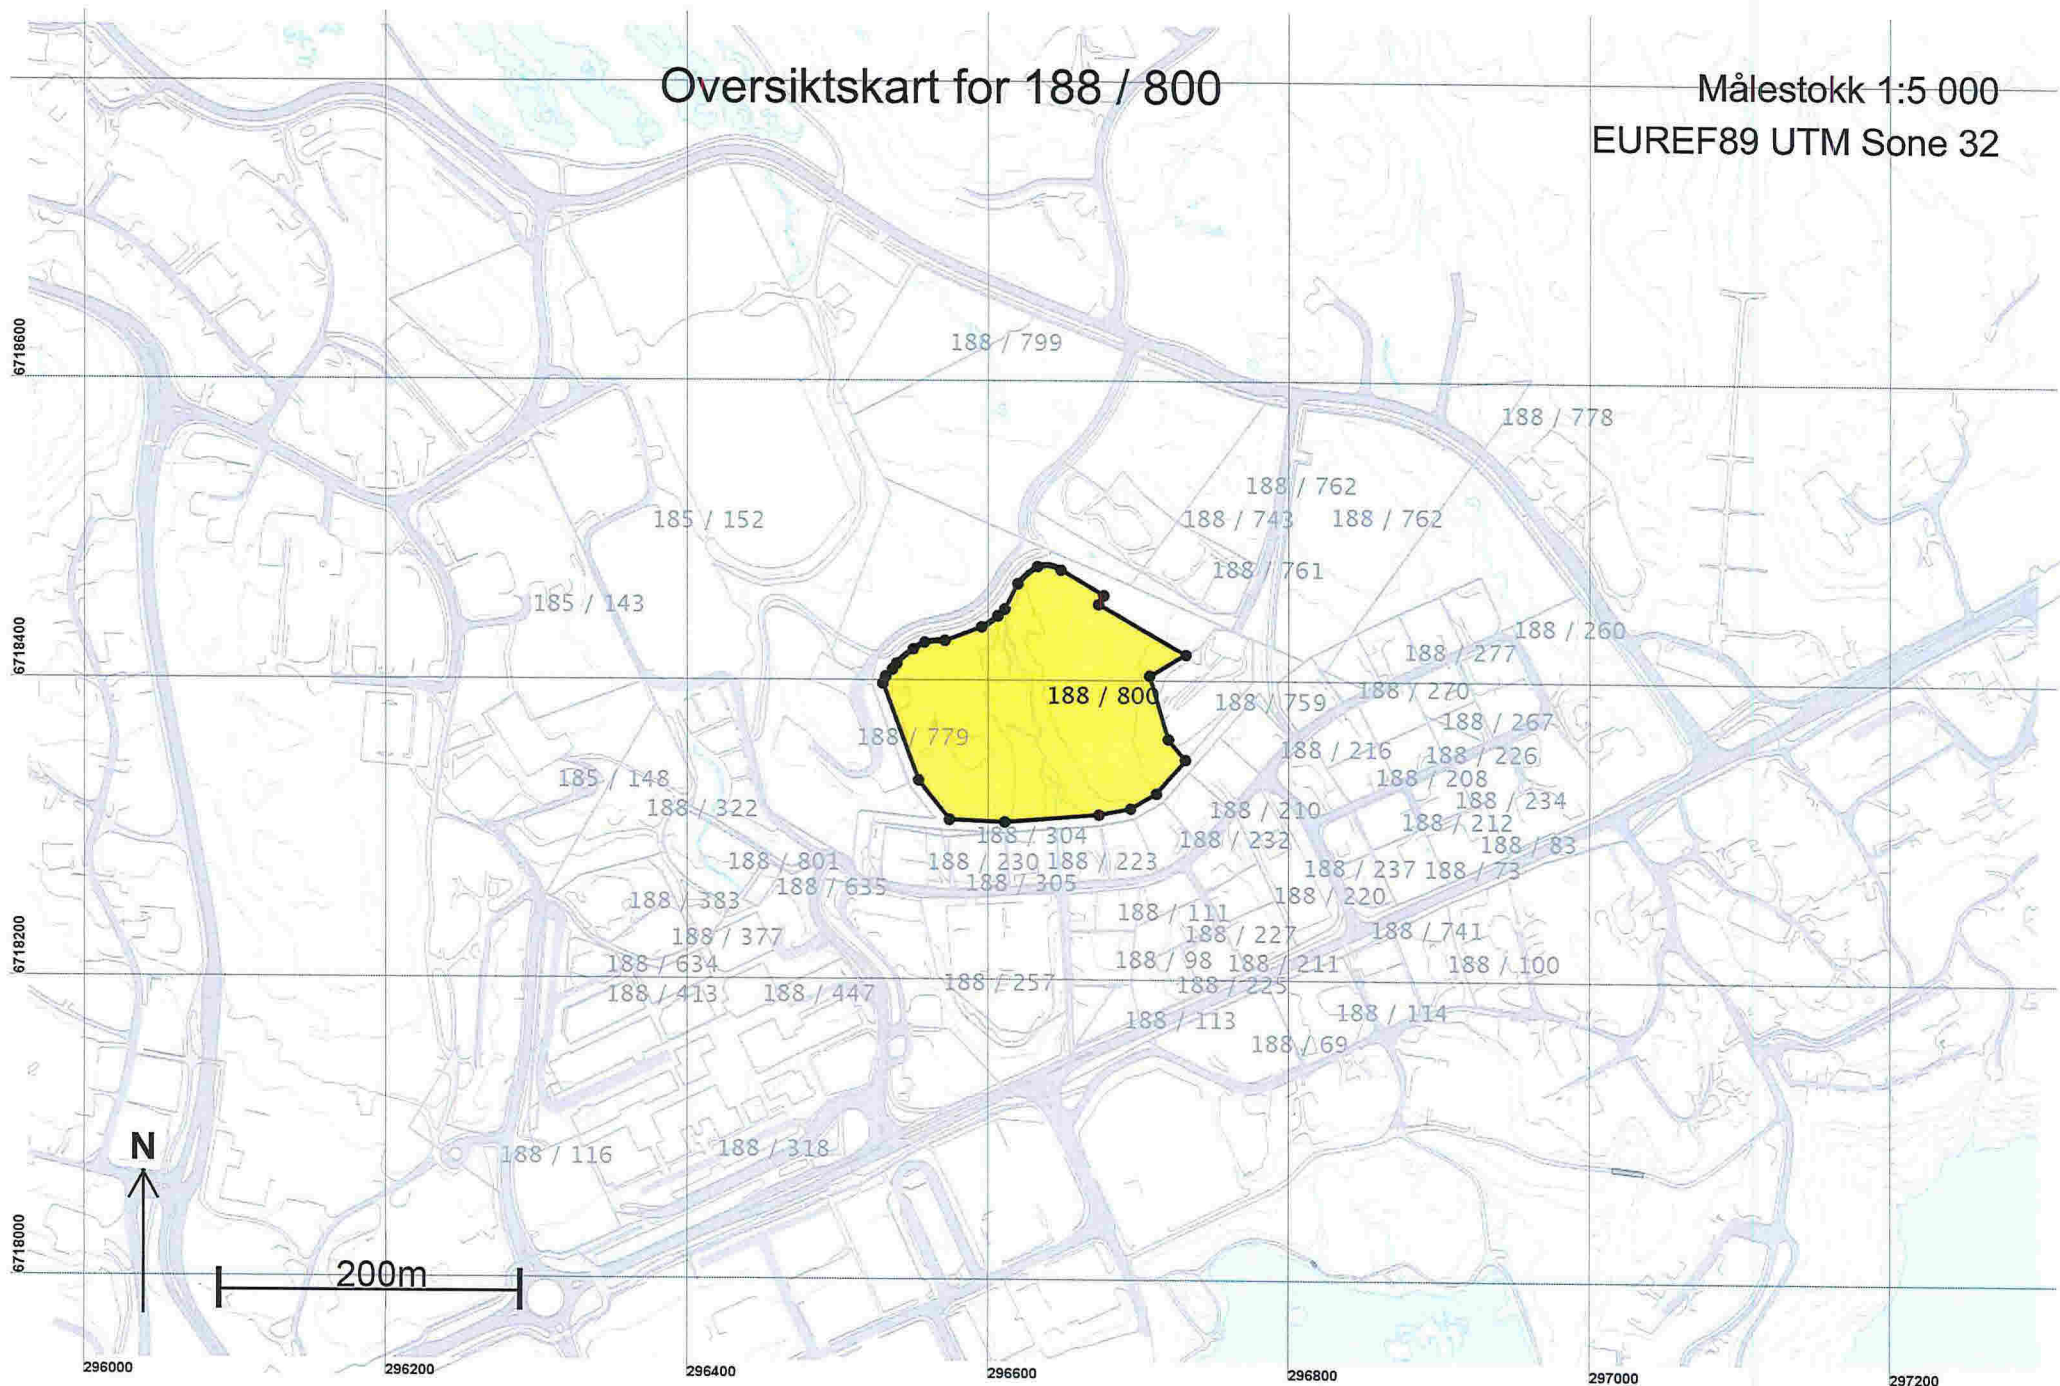 Oversiktskart for 188 / 800
Målestokk 1:5 000
EUREF89 UTM Sone 32
6718600
188 / 799
188 / 778
188 / 762
185 / 152
188 / 743
188 / 762
188 / 761
185 / 143
6718400
188 / 260
188 / 277
188 / 800
188 / 270
188 / 759
188 / 267
188 / 779
188 / 216
188 / 226
185 / 148
188 / 208
188 / 322
188 / 210
188 / 234
188 / 212
188 / 304
188 / 232
188 / 83
188 / 801
188 / 230
188 / 223
188 / 237
188 / 73
188 / 635
188 / 305
188 / 220
188 / 383
188 / 111
188 / 377
188 / 227
188 / 741
6718200
188 / 634
188 / 98
188 / 211
188 / 100
188 / 413
188 / 447
188 / 257
188 / 225
188 / 113
188 / 114
188 / 69
N
188 / 116
188 / 318
6718000
200m
296000
296200
296400
296600
296800
297000
297200